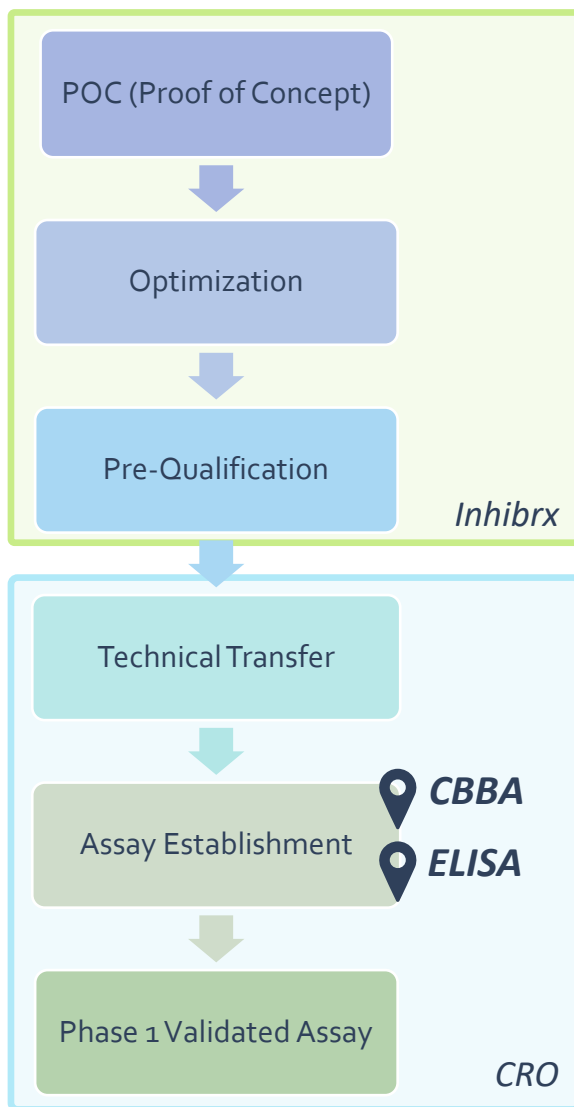 POC (Proof of Concept)
Optimization
Pre-Qualification
Inhibrx
Technical Transfer
CBBA
Assay Establishment
ELISA
Phase 1 Validated Assay
CRO